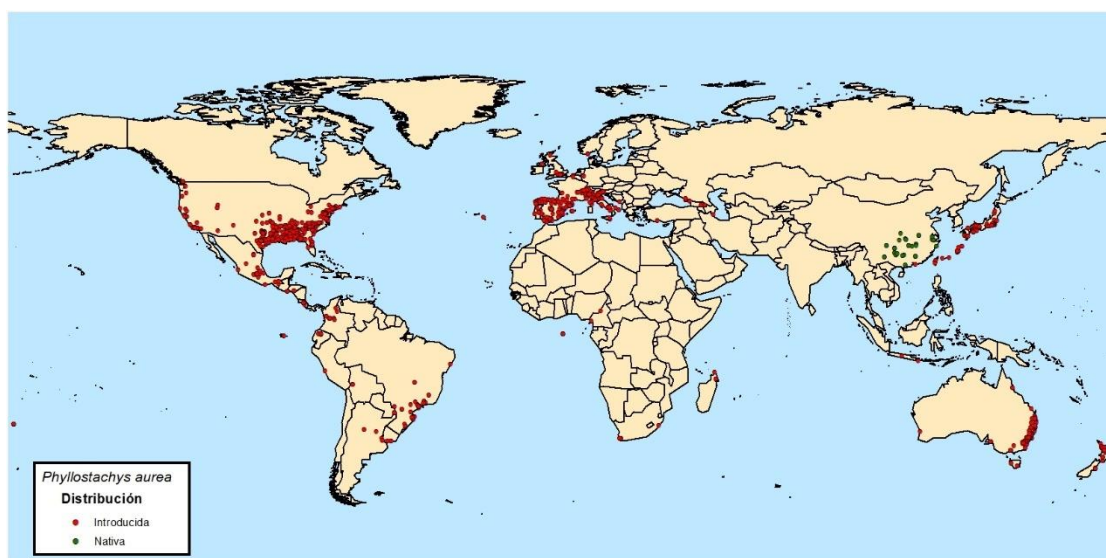 Phyllostachys aurea
Distribución
Introducida
Nativa